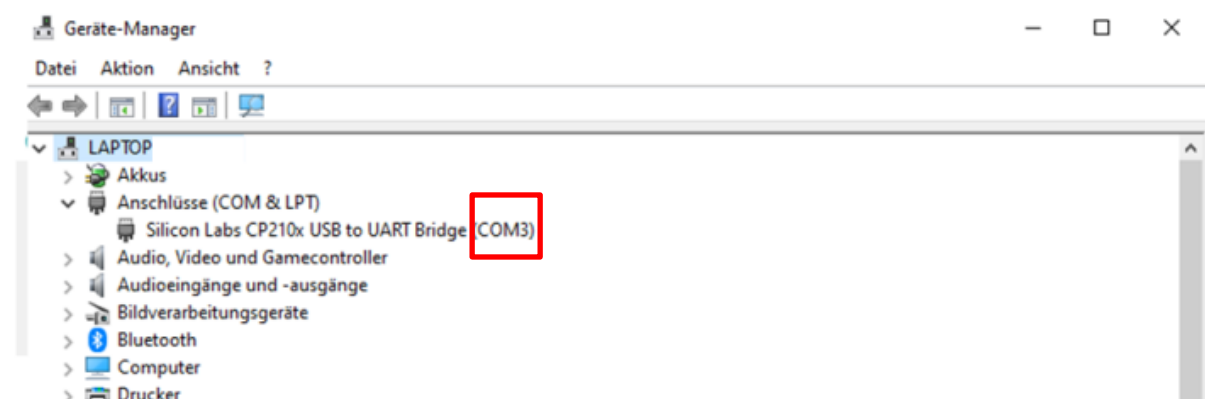 Geräte-Manager
Datei Aktion Ansicht ?
LAPTOP
Akkus
Anschlüsse (COM & LPT)
Silicon Labs CP210x USB to UART Bridge (COM3)
Audio, Video und Gamecontroller
Audioeingänge und -ausgänge
Bildverarbeitungsgeräte
Bluetooth
Computer
Drucker